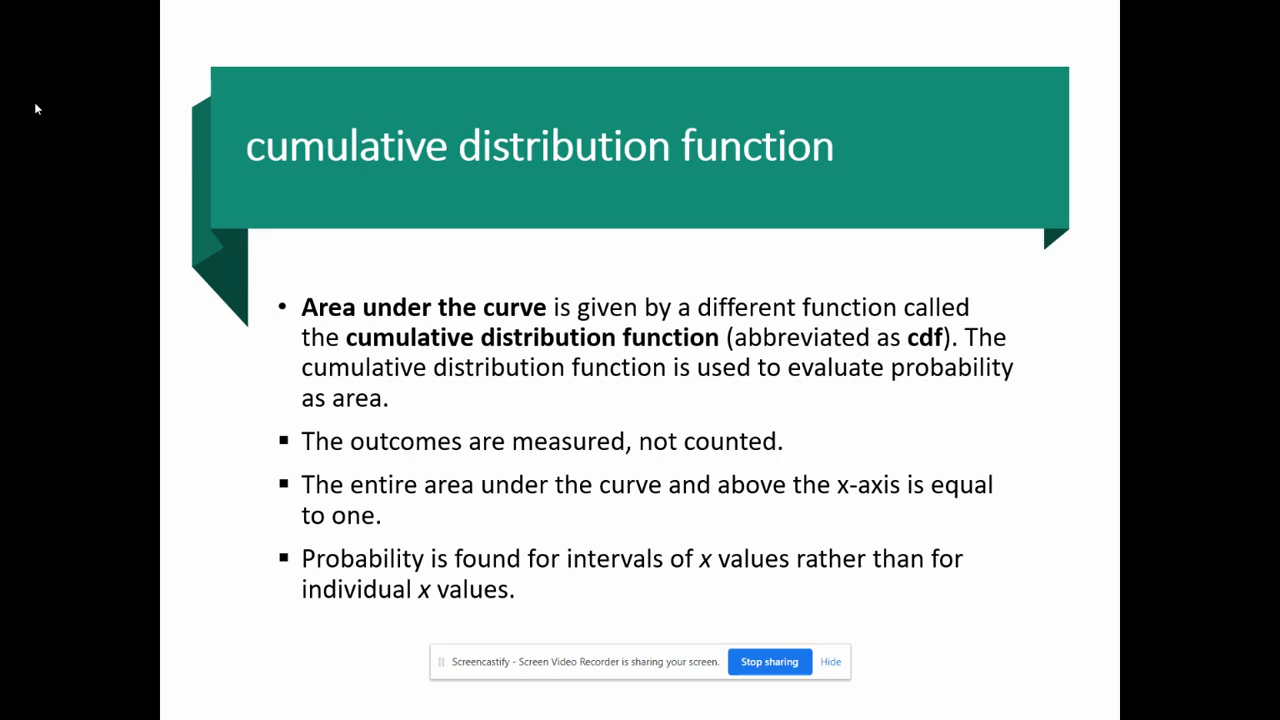 cumulative distribution function
• Area under the curve is given by a different function called
the cumulative distribution function (abbreviated as cdf). The
cumulative distribution function is used to evaluate probability
as area.
▪ The outcomes are measured, not counted.
▪ The entire area under the curve and above the x-axis is equal
to one.
▪ Probability is found for intervals of x values rather than for
individual x values.
Screencastify - Screen Video Recorder is sharing your screen. Stop sharing Hide